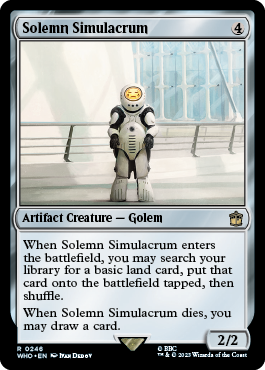 Solemn Simulacrum 4
Artifact Creature — Golem
When Solemn Simulacrum enters
the battlefield, you may search your
library for a basic land card, put that
card onto the battlefield tapped, then
shuffle.
When Solemn Simulacrum dies, you
may draw a card.
2/2
R 0246
WHO • EN Ivan Dedov
© BBC
™ & © 2023 Wizards of the Coast